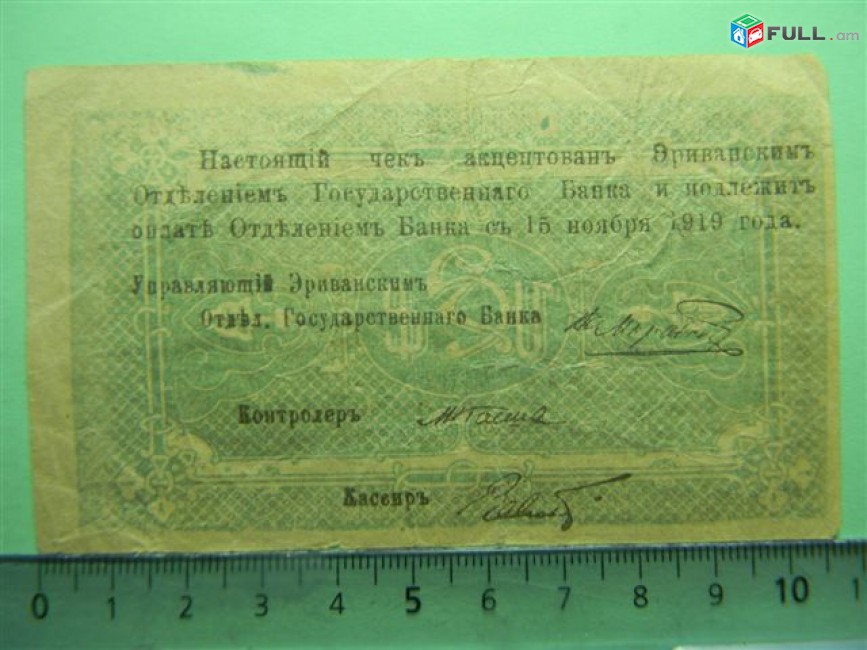 FULL.am
Настоящій чекъ акцептованъ Эриванскимъ
Отдѣленіемъ Государственнаго Банка и подлежитъ
оплатѣ Отдѣленіемъ Банка съ 15 ноября 1919 года.
Управляющій Эриванскимъ
Отдѣл. Государственнаго Банка
Контролеръ
Кассиръ
0 1 2 3 4 5 6 7 8 9 10